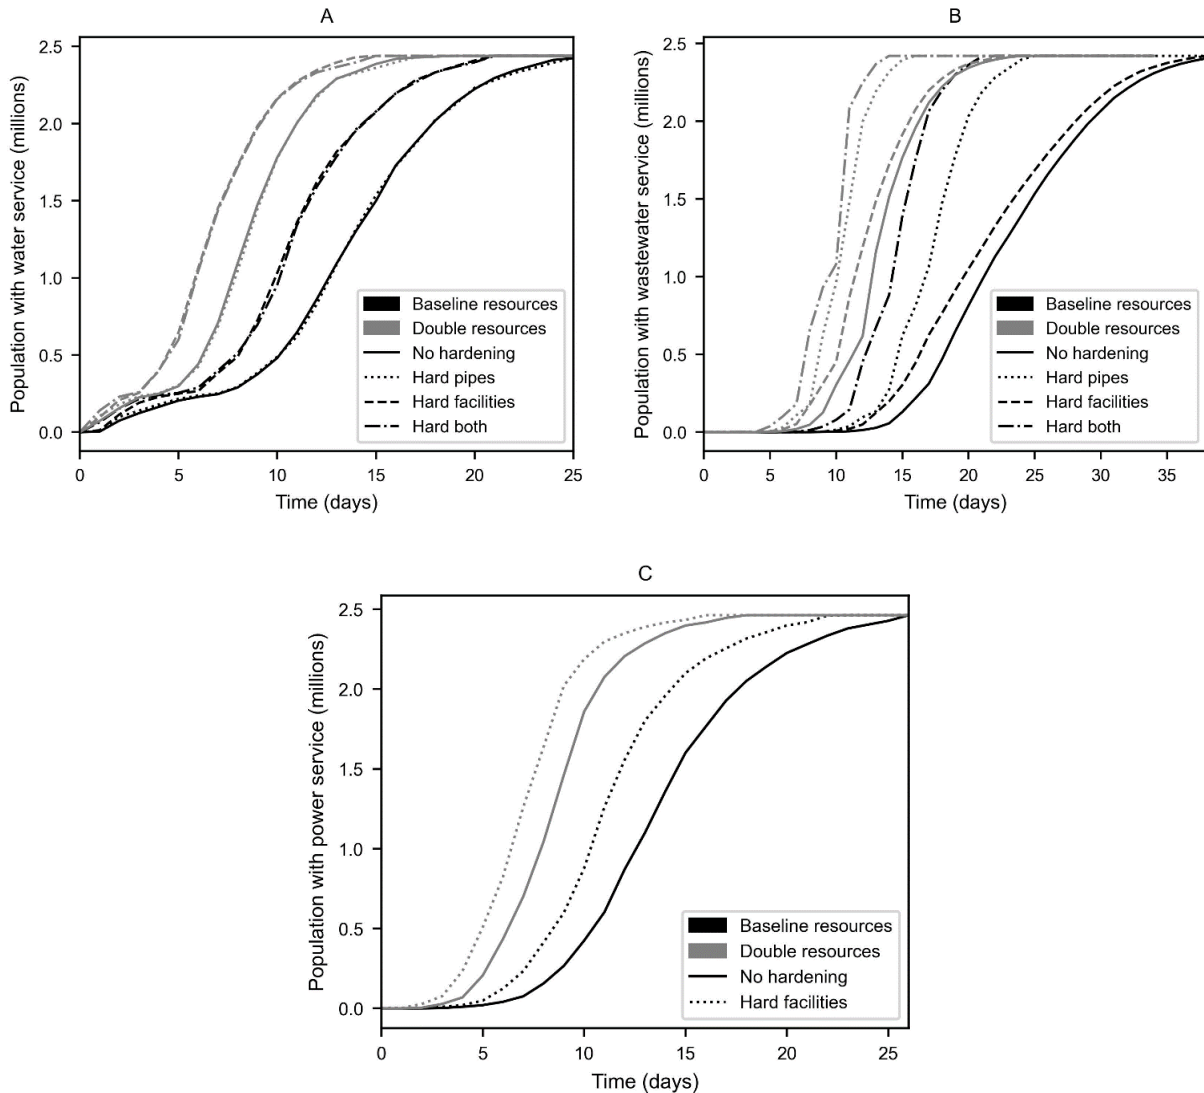 A
Population with water service (millions)
2.5
2.0
1.5
1.0
0.5
0.0
Baseline resources
Double resources
No hardening
Hard pipes
Hard facilities
Hard both
0 5 10 15 20 25
Time (days)
B
Population with wastewater service (millions)
2.5
2.0
1.5
1.0
0.5
0.0
Baseline resources
Double resources
No hardening
Hard pipes
Hard facilities
Hard both
0 5 10 15 20 25 30 35
Time (days)
C
Population with power service (millions)
2.5
2.0
1.5
1.0
0.5
0.0
Baseline resources
Double resources
No hardening
Hard facilities
0 5 10 15 20 25
Time (days)